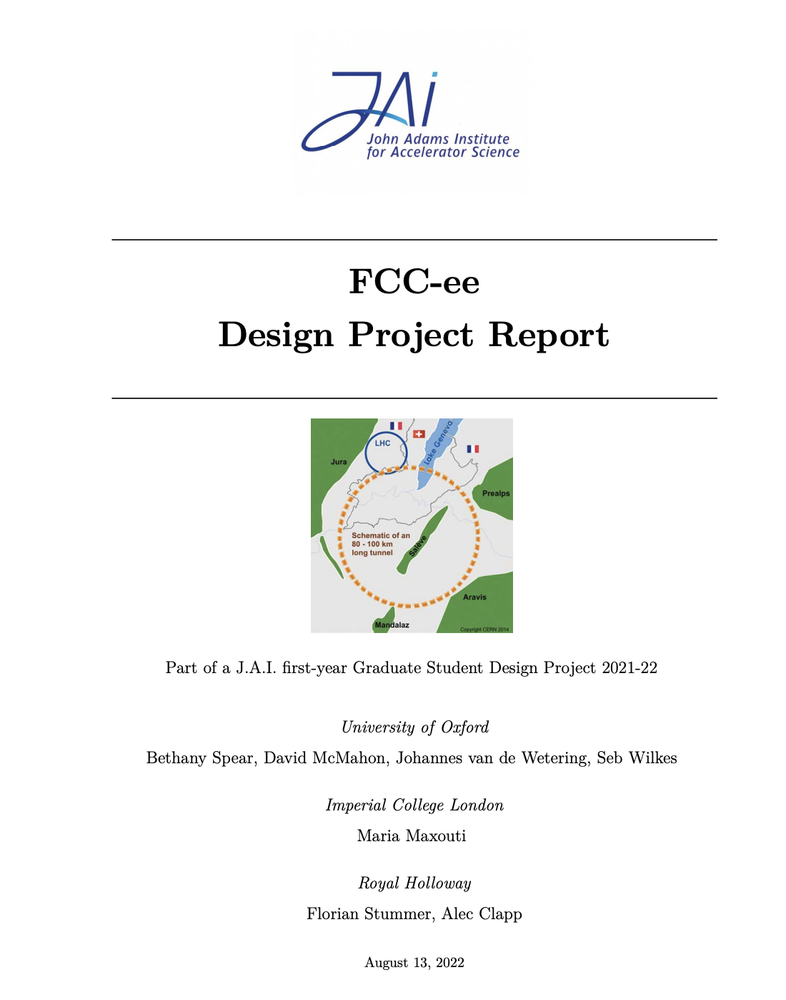 JAi
John Adams Institute
for Accelerator Science
FCC-ee
Design Project Report
LHC
Lake Geneva
Jura
Prealps
Schematic of an
80 - 100 km
long tunnel
Salève
Aravis
Mandalaz
Copyright CERN 2014
Part of a J.A.I. first-year Graduate Student Design Project 2021-22
University of Oxford
Bethany Spear, David McMahon, Johannes van de Wetering, Seb Wilkes
Imperial College London
Maria Maxouti
Royal Holloway
Florian Stummer, Alec Clapp
August 13, 2022